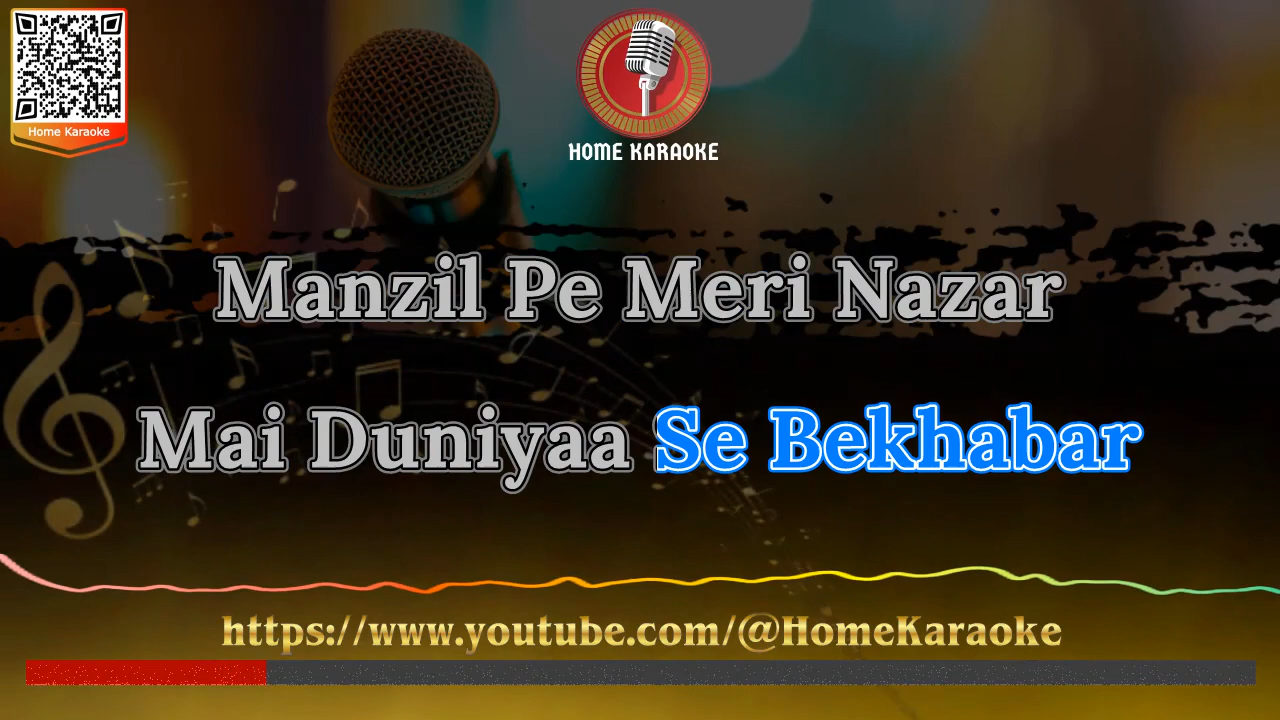 Home Karaoke
HOME KARAOKE
Manzil Pe Meri Nazar
Mai Duniyaa Se Bekhabar
https://www.youtube.com/@HomeKaraoke